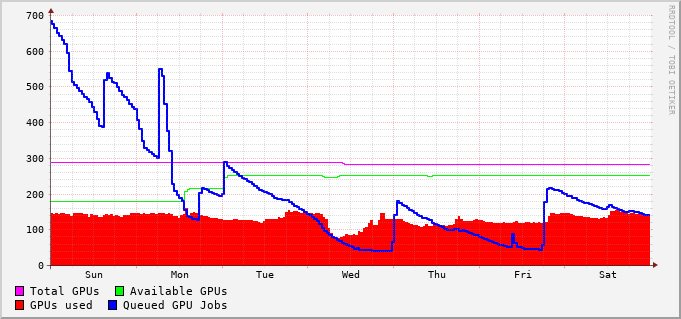 700
600
500
400
300
200
100
0
Sun Mon Tue Wed Thu Fri Sat
Total GPUs Available GPUs
GPUs used Queued GPU Jobs
RRDTOOL / TOBI OETIKER